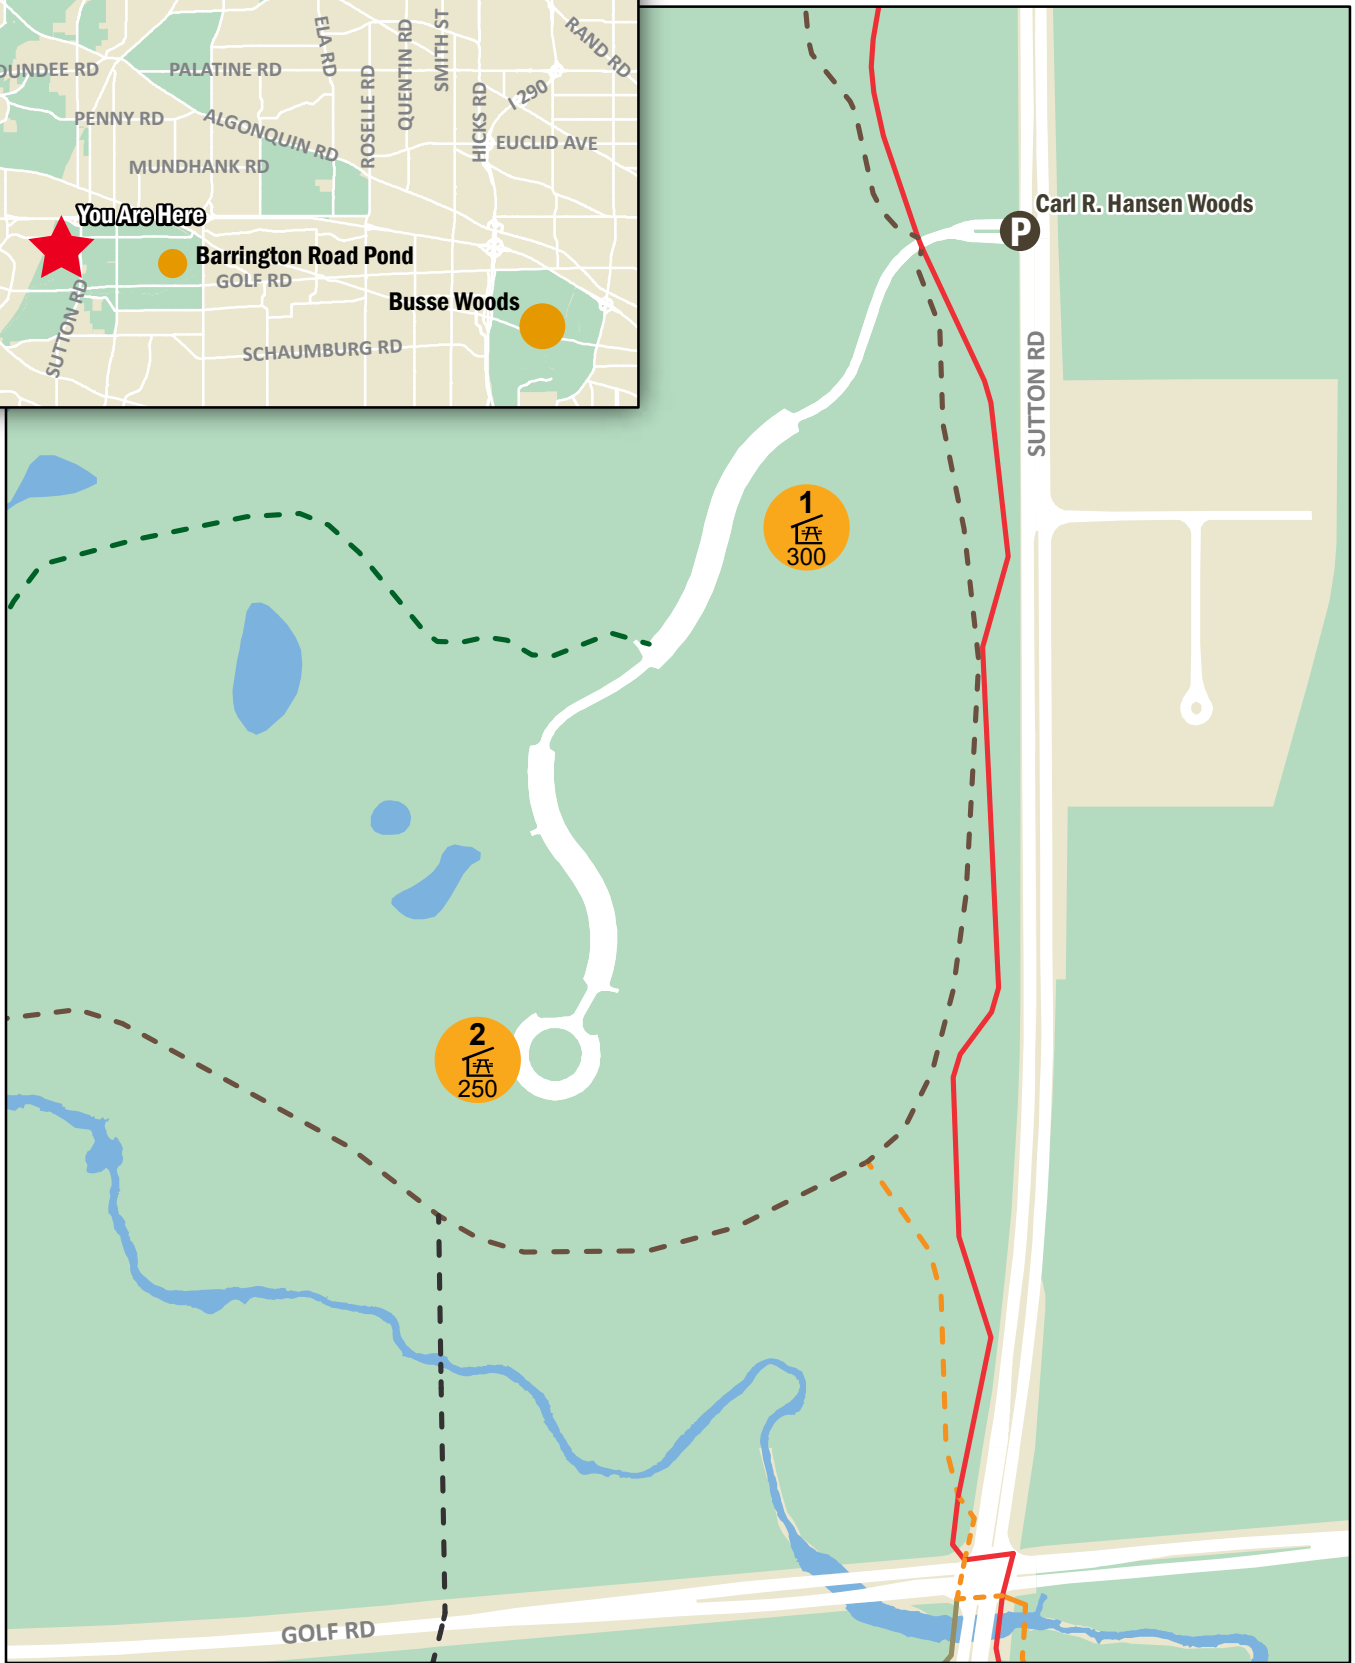 ELA RD
QUENTIN RD
SMITH ST
RAND RD
DUNDEE RD
PALATINE RD
ROSELLE RD
HICKS RD
I 290
PENNY RD
ALGONQUIN RD
EUCLID AVE
MUNDHANK RD
You Are Here
Barrington Road Pond
GOLF RD
SUTTON RD
Busse Woods
SCHAUMBURG RD
P
Carl R. Hansen Woods
SUTTON RD
1
300
2
250
GOLF RD